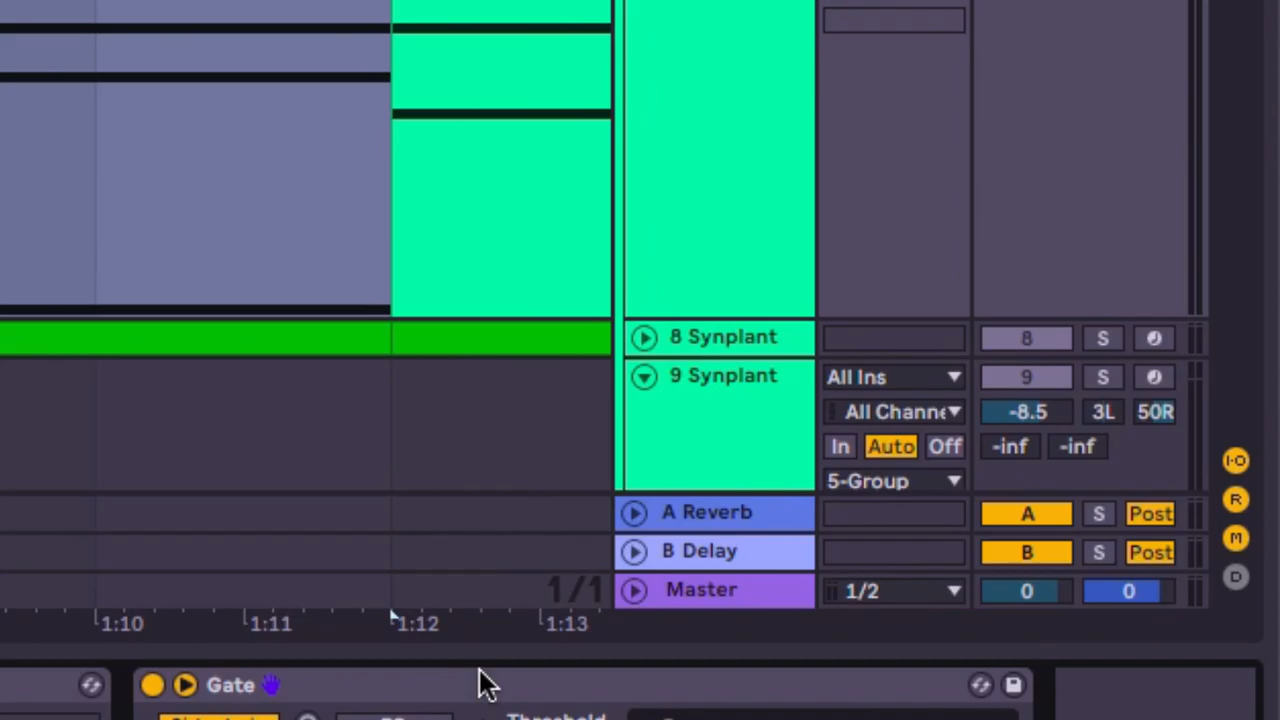 8 Synplant
8
S
9 Synplant
All Ins
9
S
All Channe
-8.5
3L
50R
In
Auto
Off
-inf
-inf
5-Group
I·O
A Reverb
A
S
Post
R
B Delay
B
S
Post
M
1/1
Master
1/2
0
0
D
1:10
1:11
1:12
1:13
Gate
Threshold